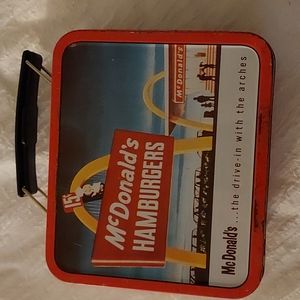 McDonald's
15¢
McDonald's
HAMBURGERS
McDonald's ...the drive-in with the arches